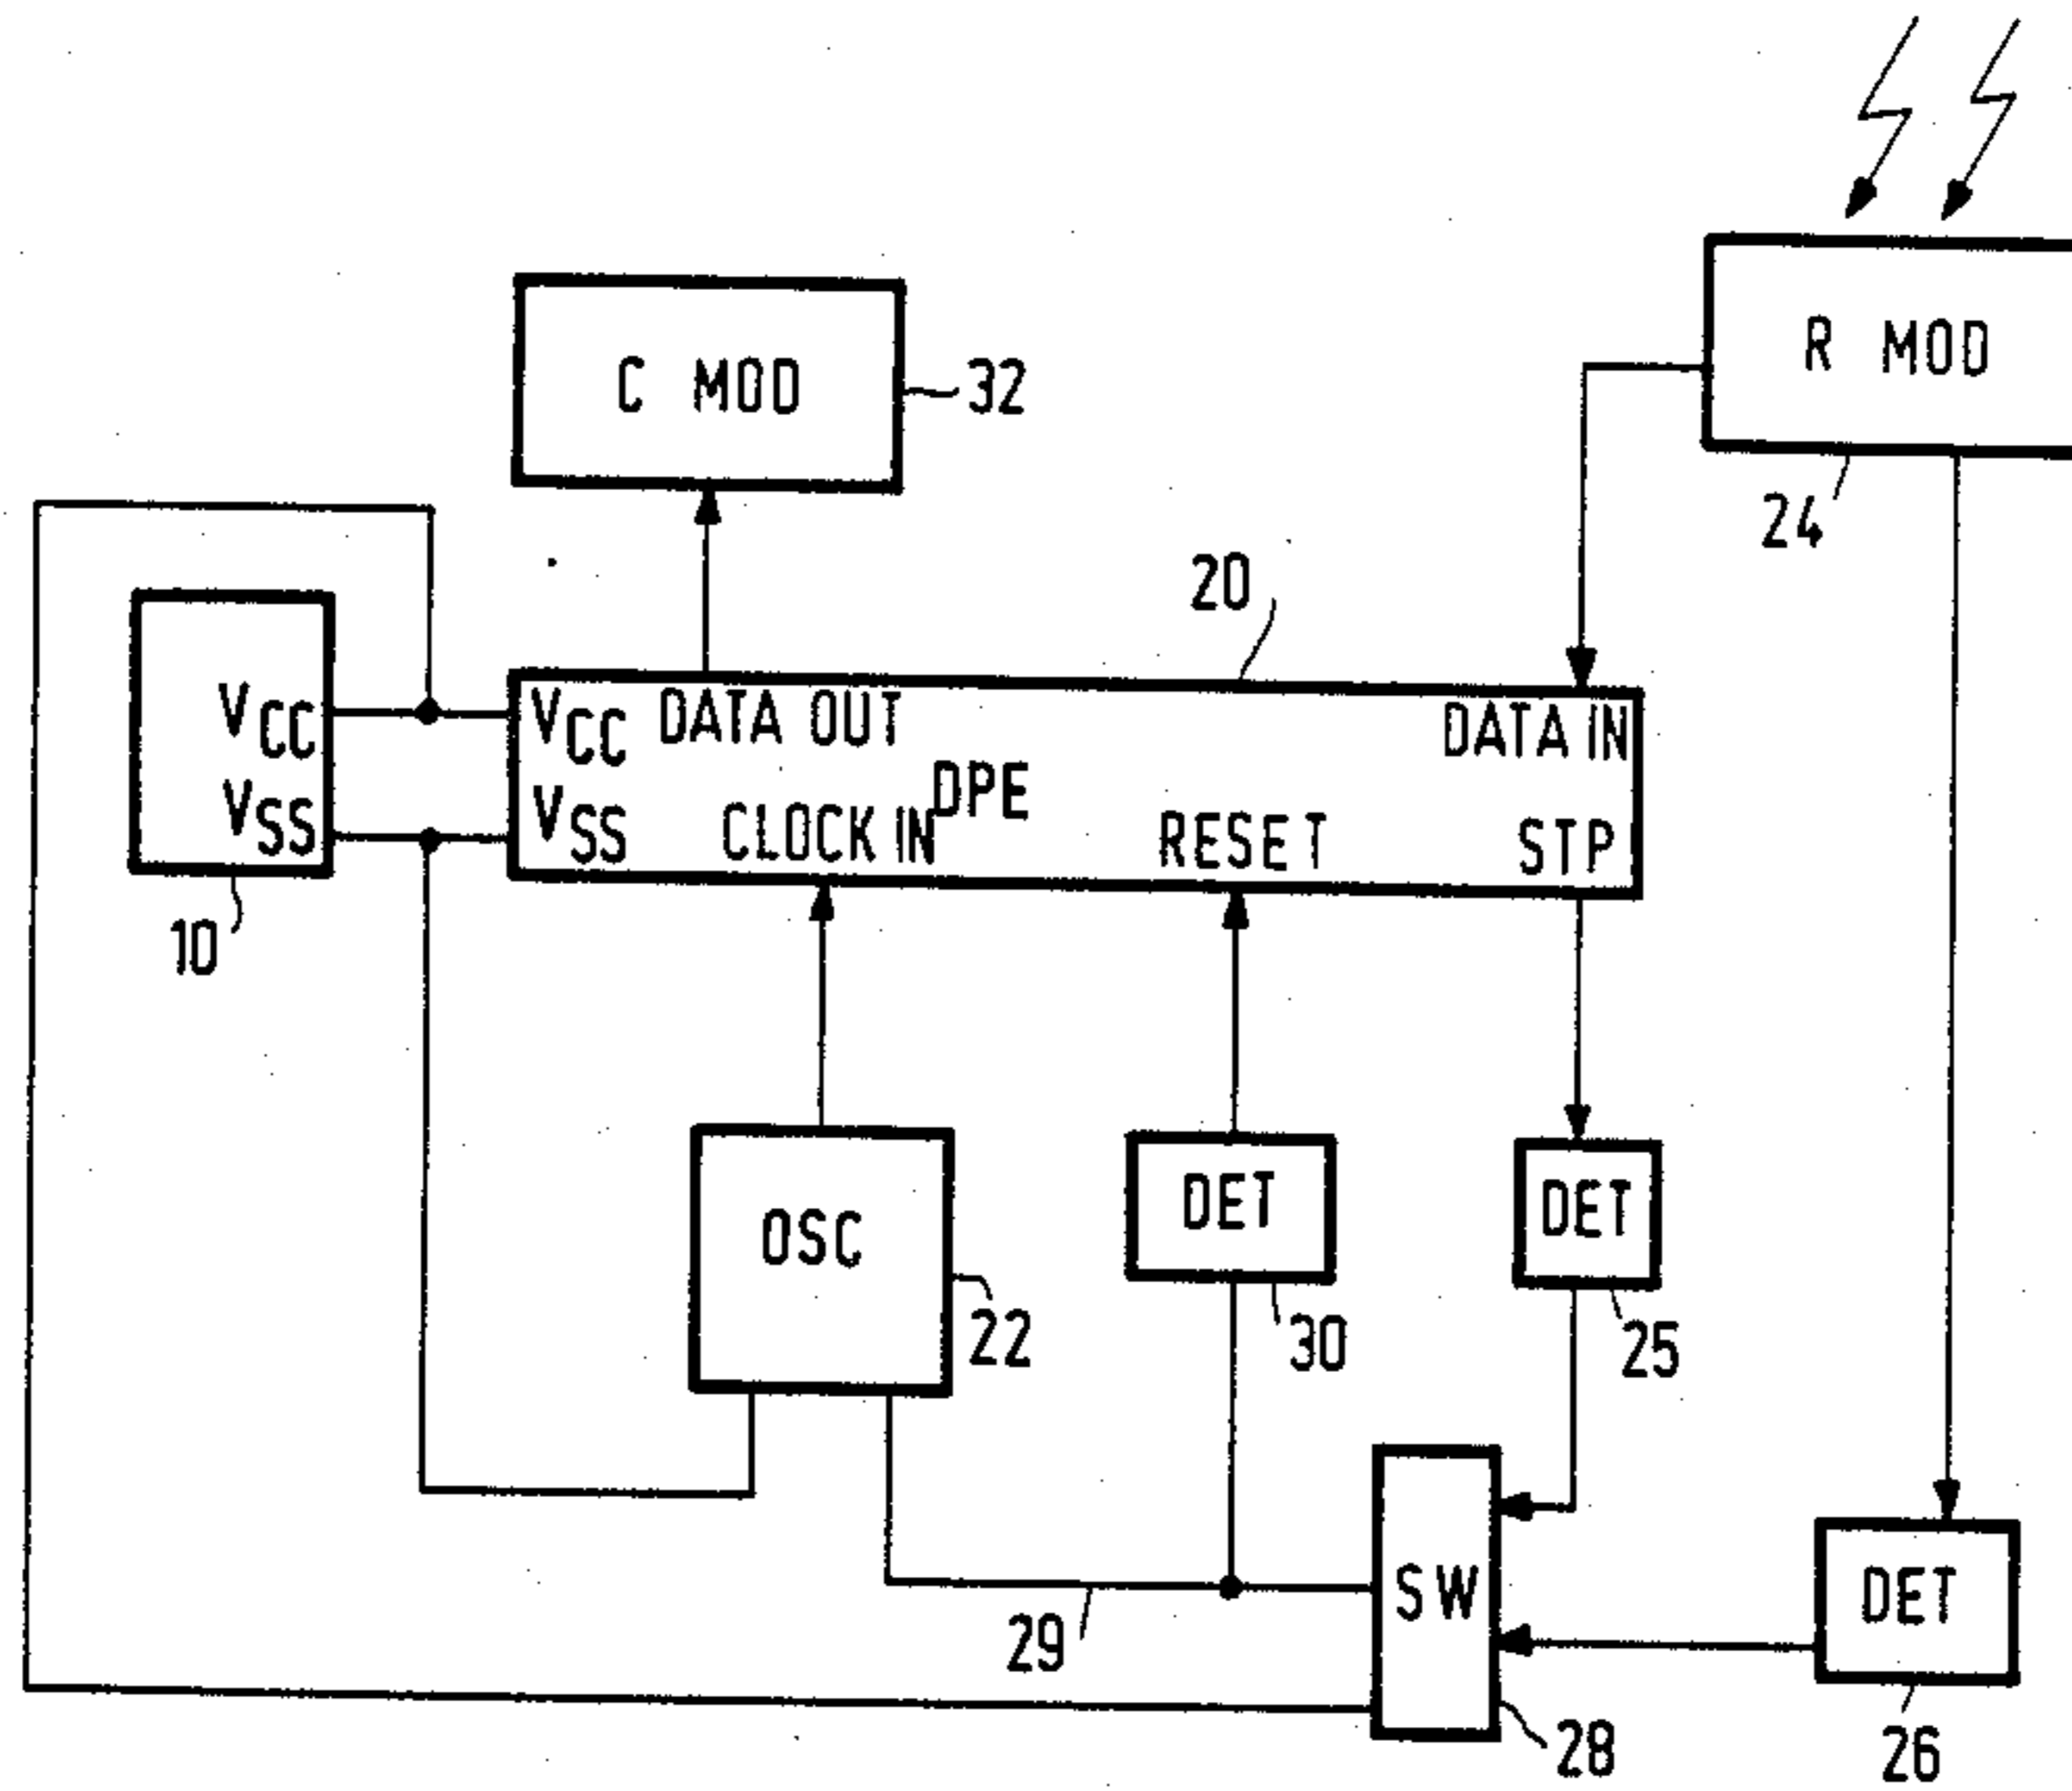 R MOD
C MOD
32
24
20
VCC
VCC
DATA OUT
DATA IN
DPE
VSS
VSS
CLOCK IN
RESET
STP
10
DET
DET
OSC
22
30
25
SW
DET
29
28
26